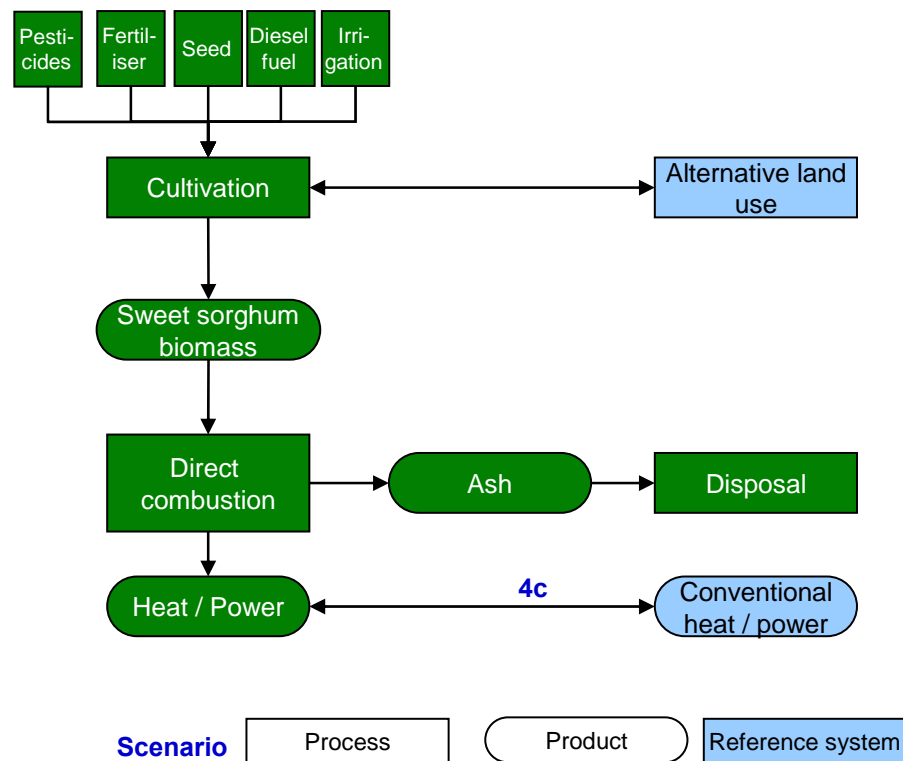 Pesti-
cides
Fertil-
iser
Seed
Diesel
fuel
Irri-
gation
Cultivation
Alternative land
use
Sweet sorghum
biomass
Direct
combustion
Ash
Disposal
Heat / Power
4c
Conventional
heat / power
Scenario
Process
Product
Reference system